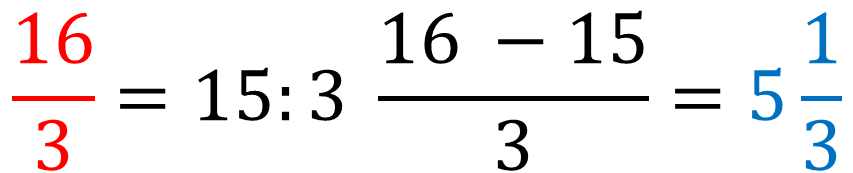 16/3 = 15:3 (16 − 15)/3 = 5 1/3